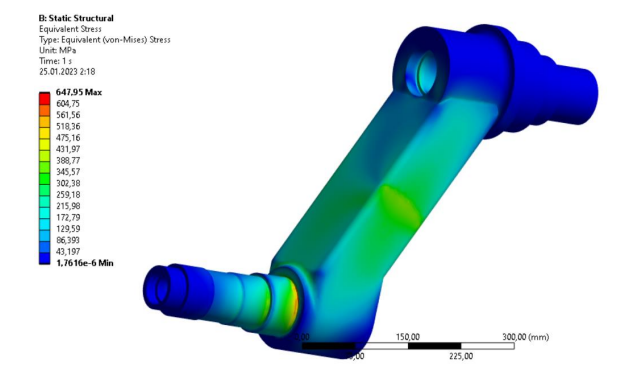 B: Static Structural
Equivalent Stress
Type: Equivalent (von-Mises) Stress
Unit: MPa
Time: 1 s
25.01.2023 2:18
647,95 Max
604,75
561,56
518,36
475,16
431,97
388,77
345,57
302,38
259,18
215,98
172,79
129,59
86,393
43,197
1,7616e-6 Min
150,00
300,00 (mm)
225,00